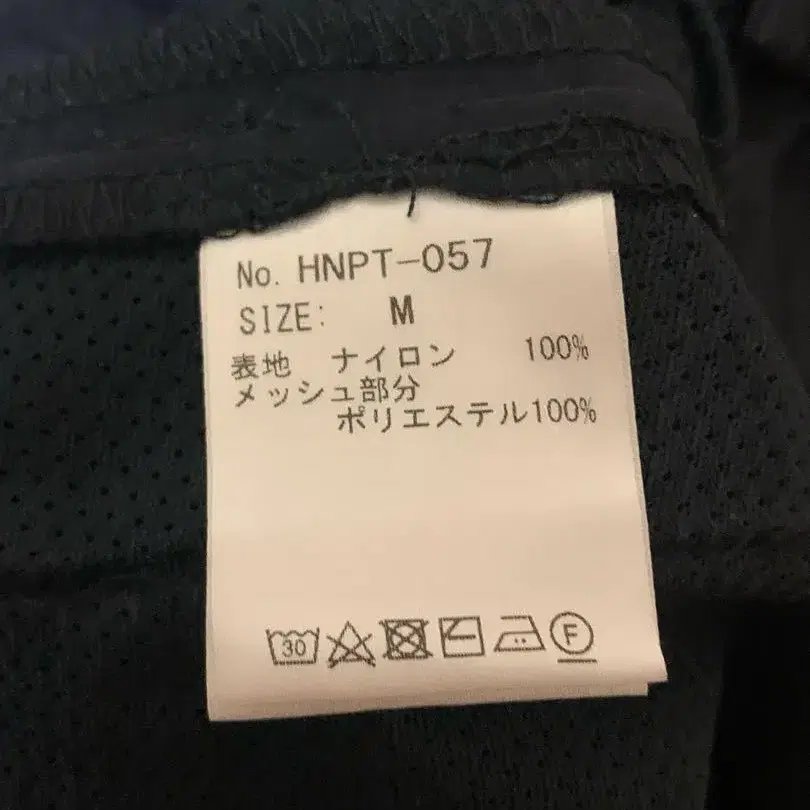 No. HNPT-057
SIZE: M
表地 ナイロン 100%
メッシュ部分
ポリエステル100%
30
F